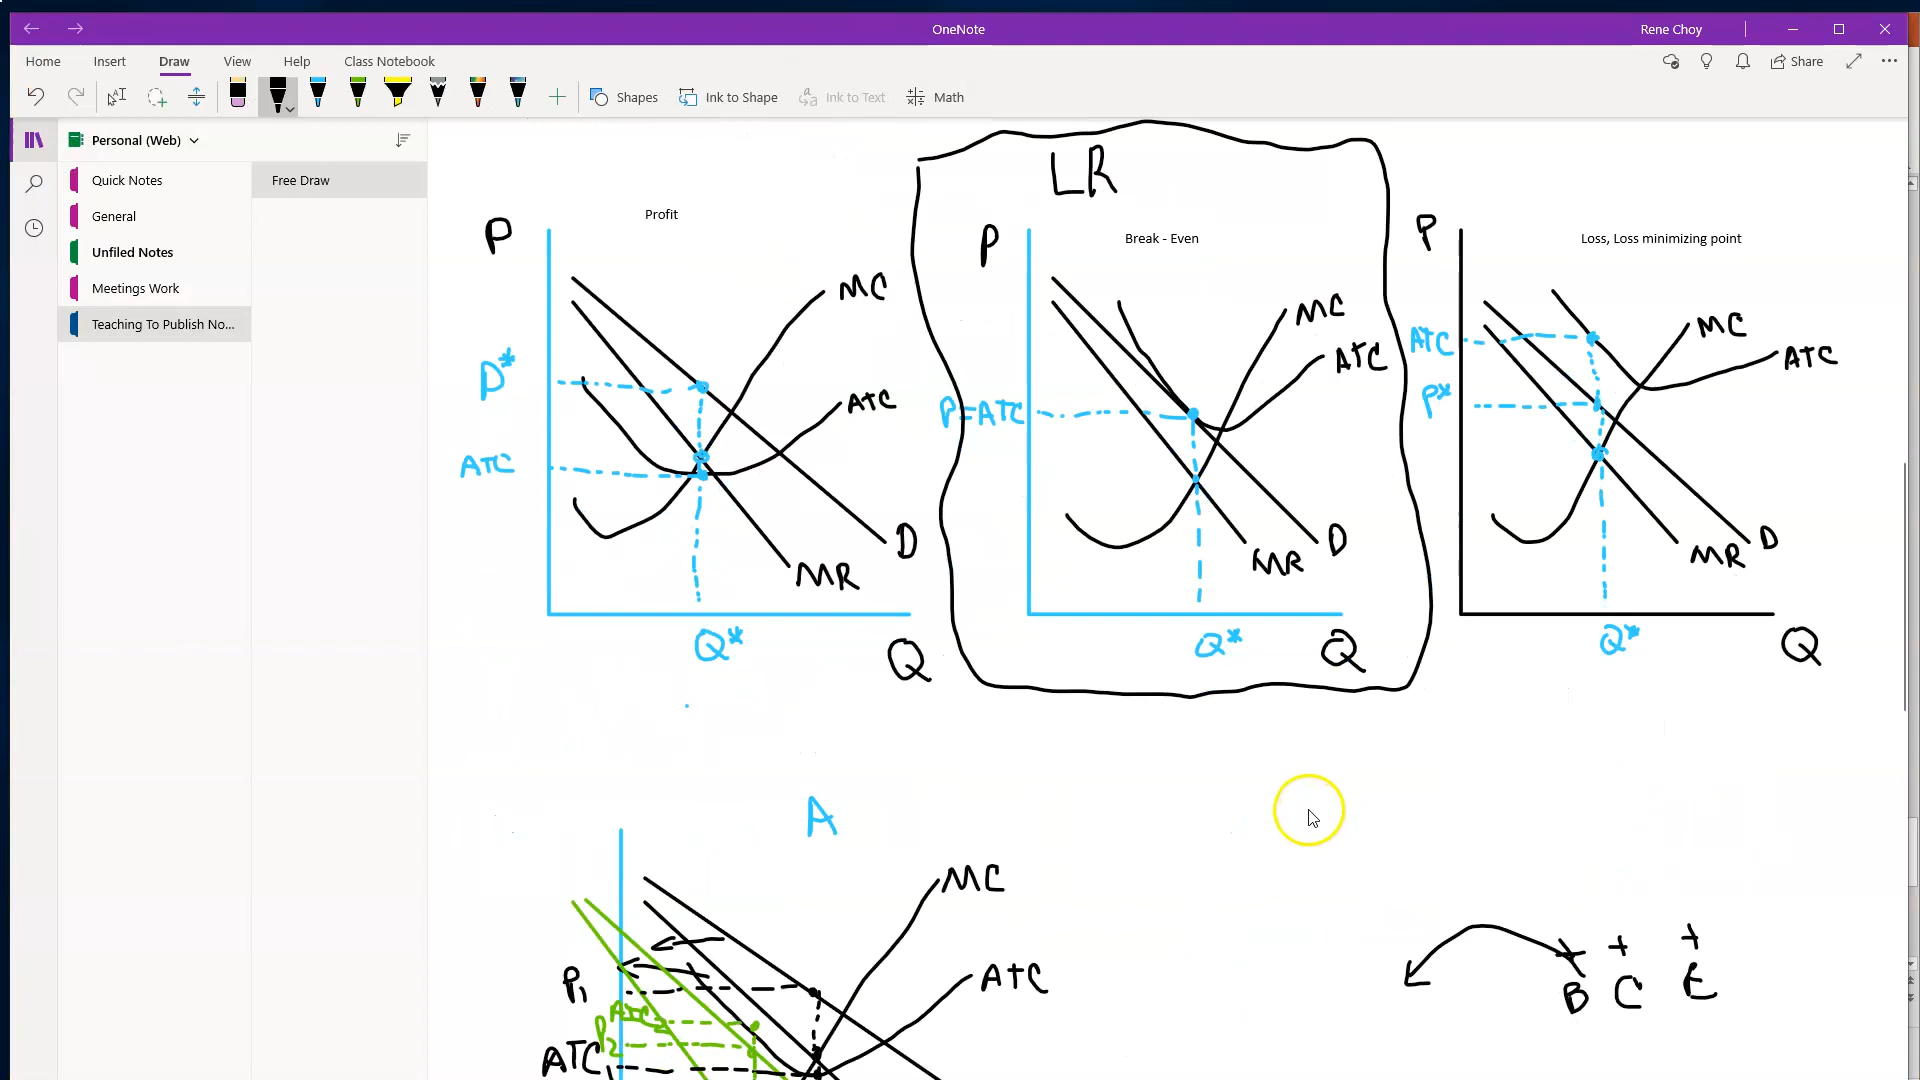 OneNote
Rene Choy
Home Insert Draw View Help Class Notebook
Share
Shapes Ink to Shape Ink to Text Math
Personal (Web)
Quick Notes
General
Unfiled Notes
Meetings Work
Teaching To Publish No...
Free Draw
LR
Profit
Break - Even
Loss, Loss minimizing point
P
MC
ATC
D*
ATC
D
MR
Q*
Q
P
MC
ATC
P=ATC
D
MR
Q*
Q
P
MC
ATC
ATC
P*
D
MR
Q*
Q
A
MC
ATC
P1
ATC
P2
ATC1
+ +
B C E